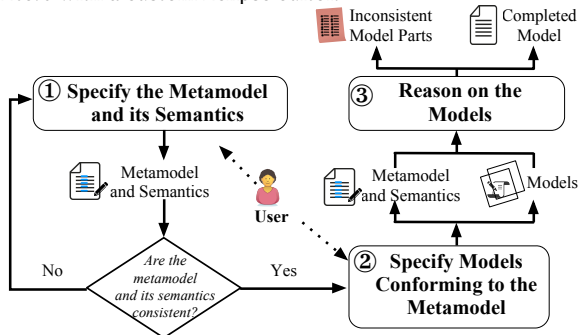 Inconsistent
Model Parts
Completed
Model
① Specify the Metamodel
and its Semantics
③ Reason on the
Models
Metamodel
and Semantics
User
Metamodel
and Semantics
Models
No
Are the
metamodel
and its semantics
consistent?
Yes
② Specify Models
Conforming to the
Metamodel